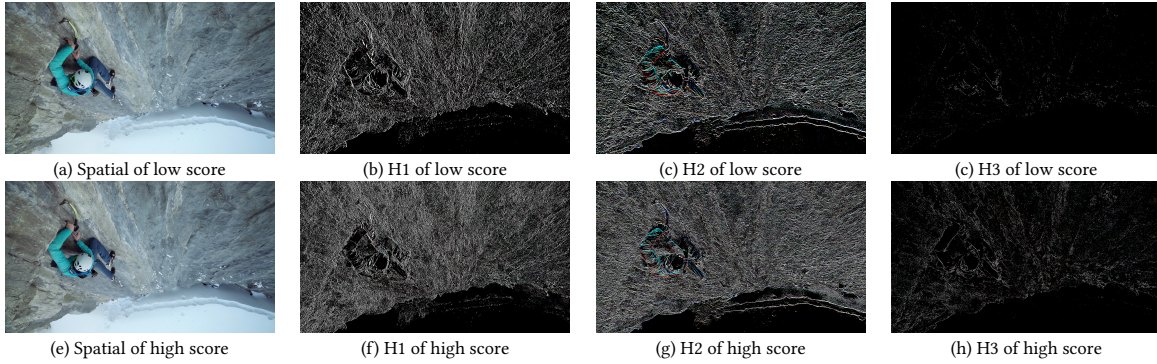 (a) Spatial of low score
(b) H1 of low score
(c) H2 of low score
(c) H3 of low score
(e) Spatial of high score
(f) H1 of high score
(g) H2 of high score
(h) H3 of high score